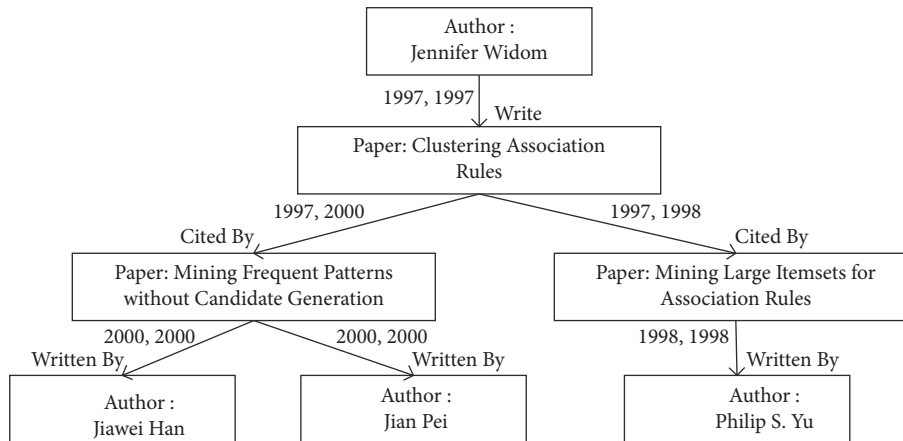 Author :
Jennifer Widom
1997, 1997
Write
Paper: Clustering Association
Rules
1997, 2000
1997, 1998
Cited By
Cited By
Paper: Mining Frequent Patterns
without Candidate Generation
Paper: Mining Large Itemsets for
Association Rules
2000, 2000
2000, 2000
1998, 1998
Written By
Written By
Written By
Author :
Jiawei Han
Author :
Jian Pei
Author :
Philip S. Yu